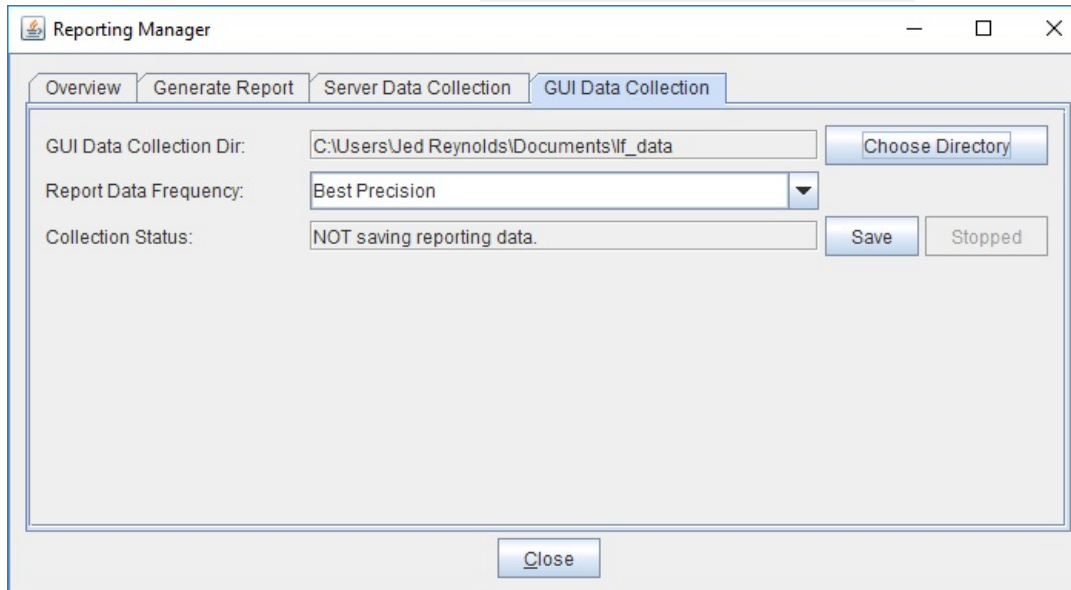 Reporting Manager
Overview Generate Report Server Data Collection GUI Data Collection
GUI Data Collection Dir: C:\Users\Jed Reynolds\Documents\lf_data Choose Directory
Report Data Frequency: Best Precision
Collection Status: NOT saving reporting data. Save Stopped
Close